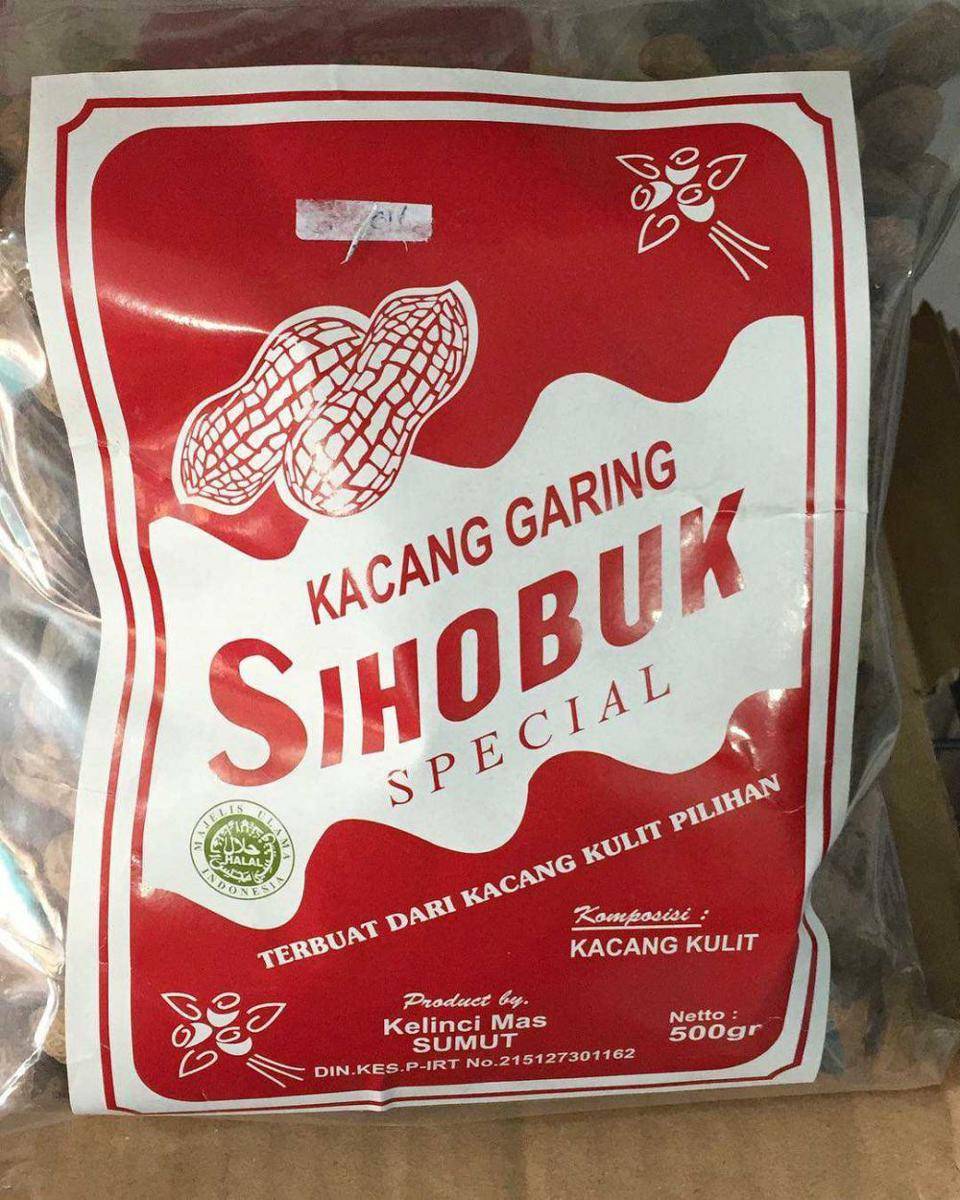 KACANG GARING
SIHOBUK
SPECIAL
MAJELIS ULAMA
حلال
HALAL
INDONESIA
TERBUAT DARI KACANG KULIT PILIHAN
Komposisi :
KACANG KULIT
Product by.
Kelinci Mas
SUMUT
DIN.KES.P-IRT No.215127301162
Netto :
500gr